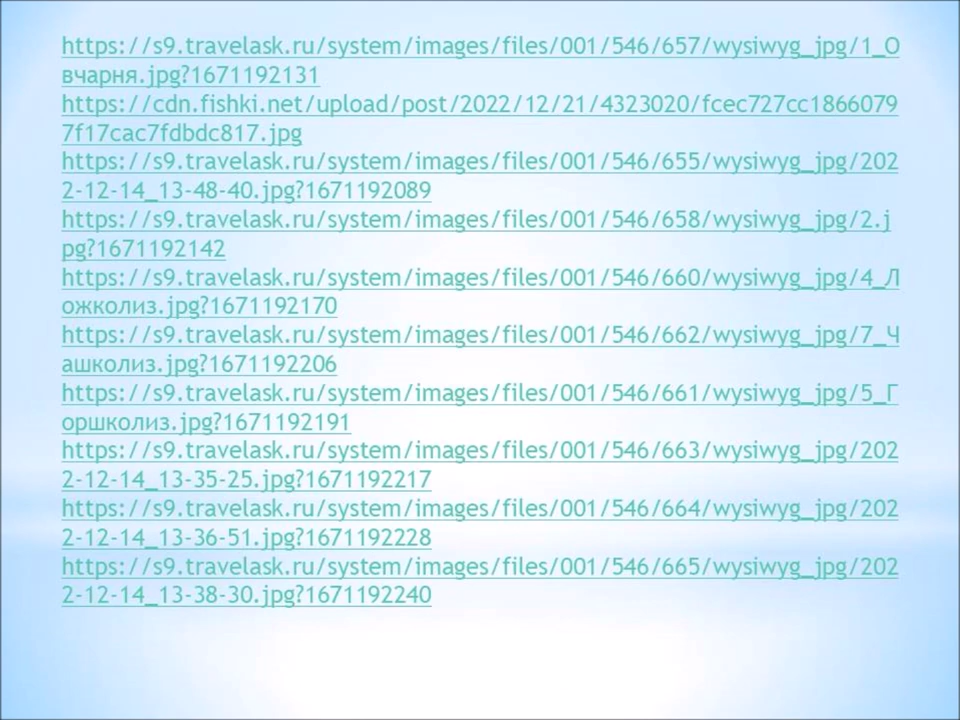 https://s9.travelask.ru/system/images/files/001/546/657/wysiwyg_jpg/1_О
вчарня.jpg?1671192131
https://cdn.fishki.net/upload/post/2022/12/21/4323020/fcec727cc1866079
7f17cac7fdbdc817.jpg
https://s9.travelask.ru/system/images/files/001/546/655/wysiwyg_jpg/202
2-12-14_13-48-40.jpg?1671192089
https://s9.travelask.ru/system/images/files/001/546/658/wysiwyg_jpg/2.j
pg?1671192142
https://s9.travelask.ru/system/images/files/001/546/660/wysiwyg_jpg/4_Л
ожколиз.jpg?1671192170
https://s9.travelask.ru/system/images/files/001/546/662/wysiwyg_jpg/7_Ч
ашколиз.jpg?1671192206
https://s9.travelask.ru/system/images/files/001/546/661/wysiwyg_jpg/5_Г
оршколиз.jpg?1671192191
https://s9.travelask.ru/system/images/files/001/546/663/wysiwyg_jpg/202
2-12-14_13-35-25.jpg?1671192217
https://s9.travelask.ru/system/images/files/001/546/664/wysiwyg_jpg/202
2-12-14_13-36-51.jpg?1671192228
https://s9.travelask.ru/system/images/files/001/546/665/wysiwyg_jpg/202
2-12-14_13-38-30.jpg?1671192240